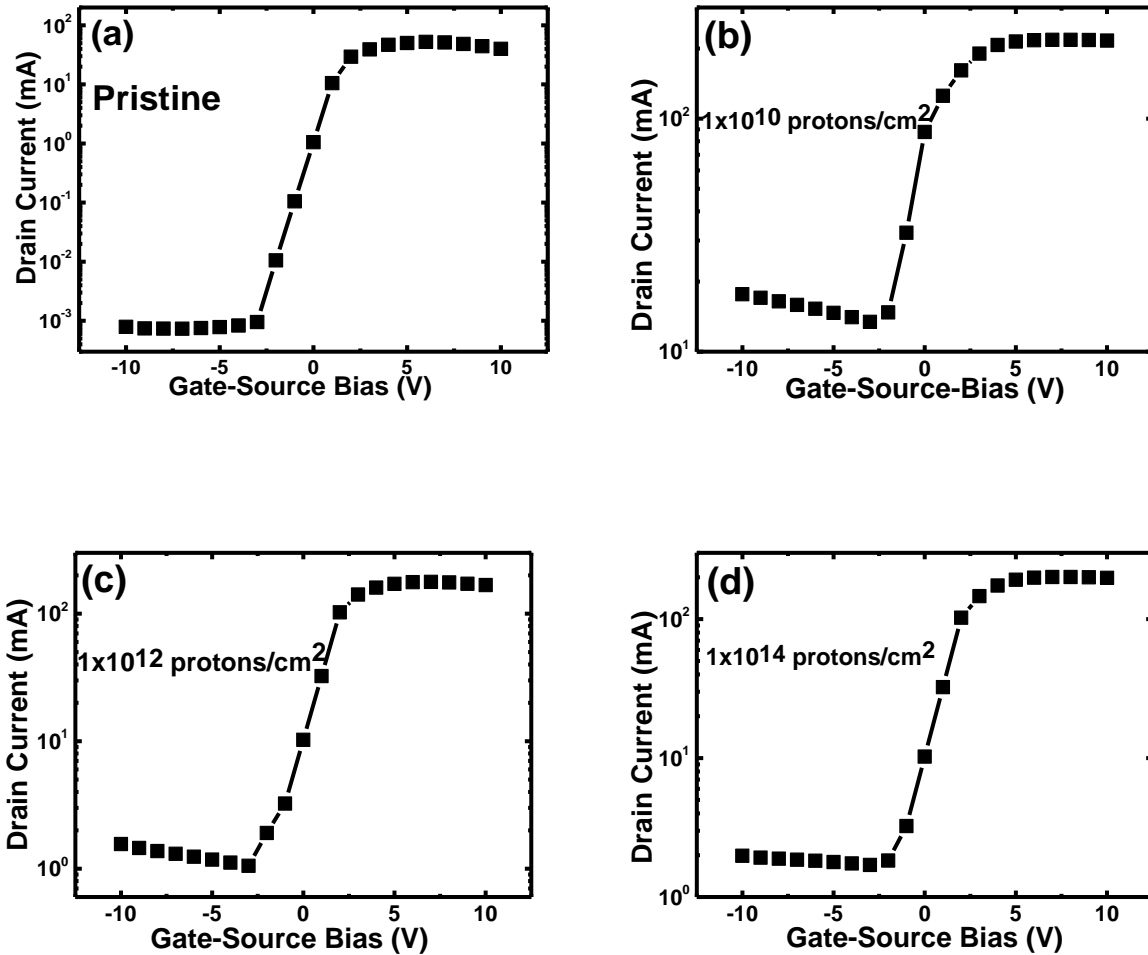 (a)
Pristine
Drain Current (mA)
10²
10¹
10⁰
10⁻¹
10⁻²
10⁻³
-10 -5 0 5 10
Gate-Source Bias (V)
(b)
1x10¹⁰ protons/cm²
Drain Current (mA)
10²
10¹
-10 -5 0 5 10
Gate-Source-Bias (V)
(c)
1x10¹² protons/cm²
Drain Current (mA)
10²
10¹
10⁰
-10 -5 0 5 10
Gate-Source Bias (V)
(d)
1x10¹⁴ protons/cm²
Drain Current (mA)
10²
10¹
10⁰
-10 -5 0 5 10
Gate-Source Bias (V)